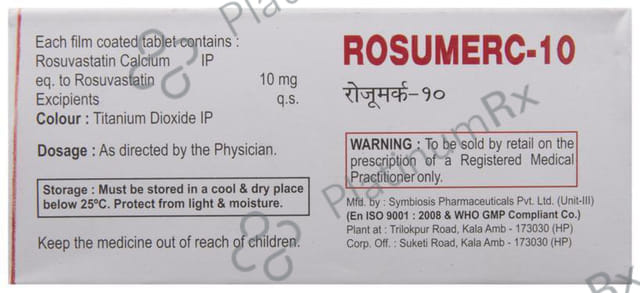 Each film coated tablet contains :
Rosuvastatin Calcium IP
eq. to Rosuvastatin 10 mg
Excipients q.s.
Colour : Titanium Dioxide IP
Dosage : As directed by the Physician.
Storage : Must be stored in a cool & dry place
below 25ºC. Protect from light & moisture.
Keep the medicine out of reach of children.
ROSUMERC-10
रोजूमर्क-१०
WARNING : To be sold by retail on the
prescription of a Registered Medical
Practitioner only.
Mfd. by : Symbiosis Pharmaceuticals Pvt. Ltd. (Unit-III)
(En ISO 9001 : 2008 & WHO GMP Compliant Co.)
Plant at : Trilokpur Road, Kala Amb - 173030 (HP)
Corp. Off. : Suketi Road, Kala Amb - 173030 (HP)
PlatinumRx